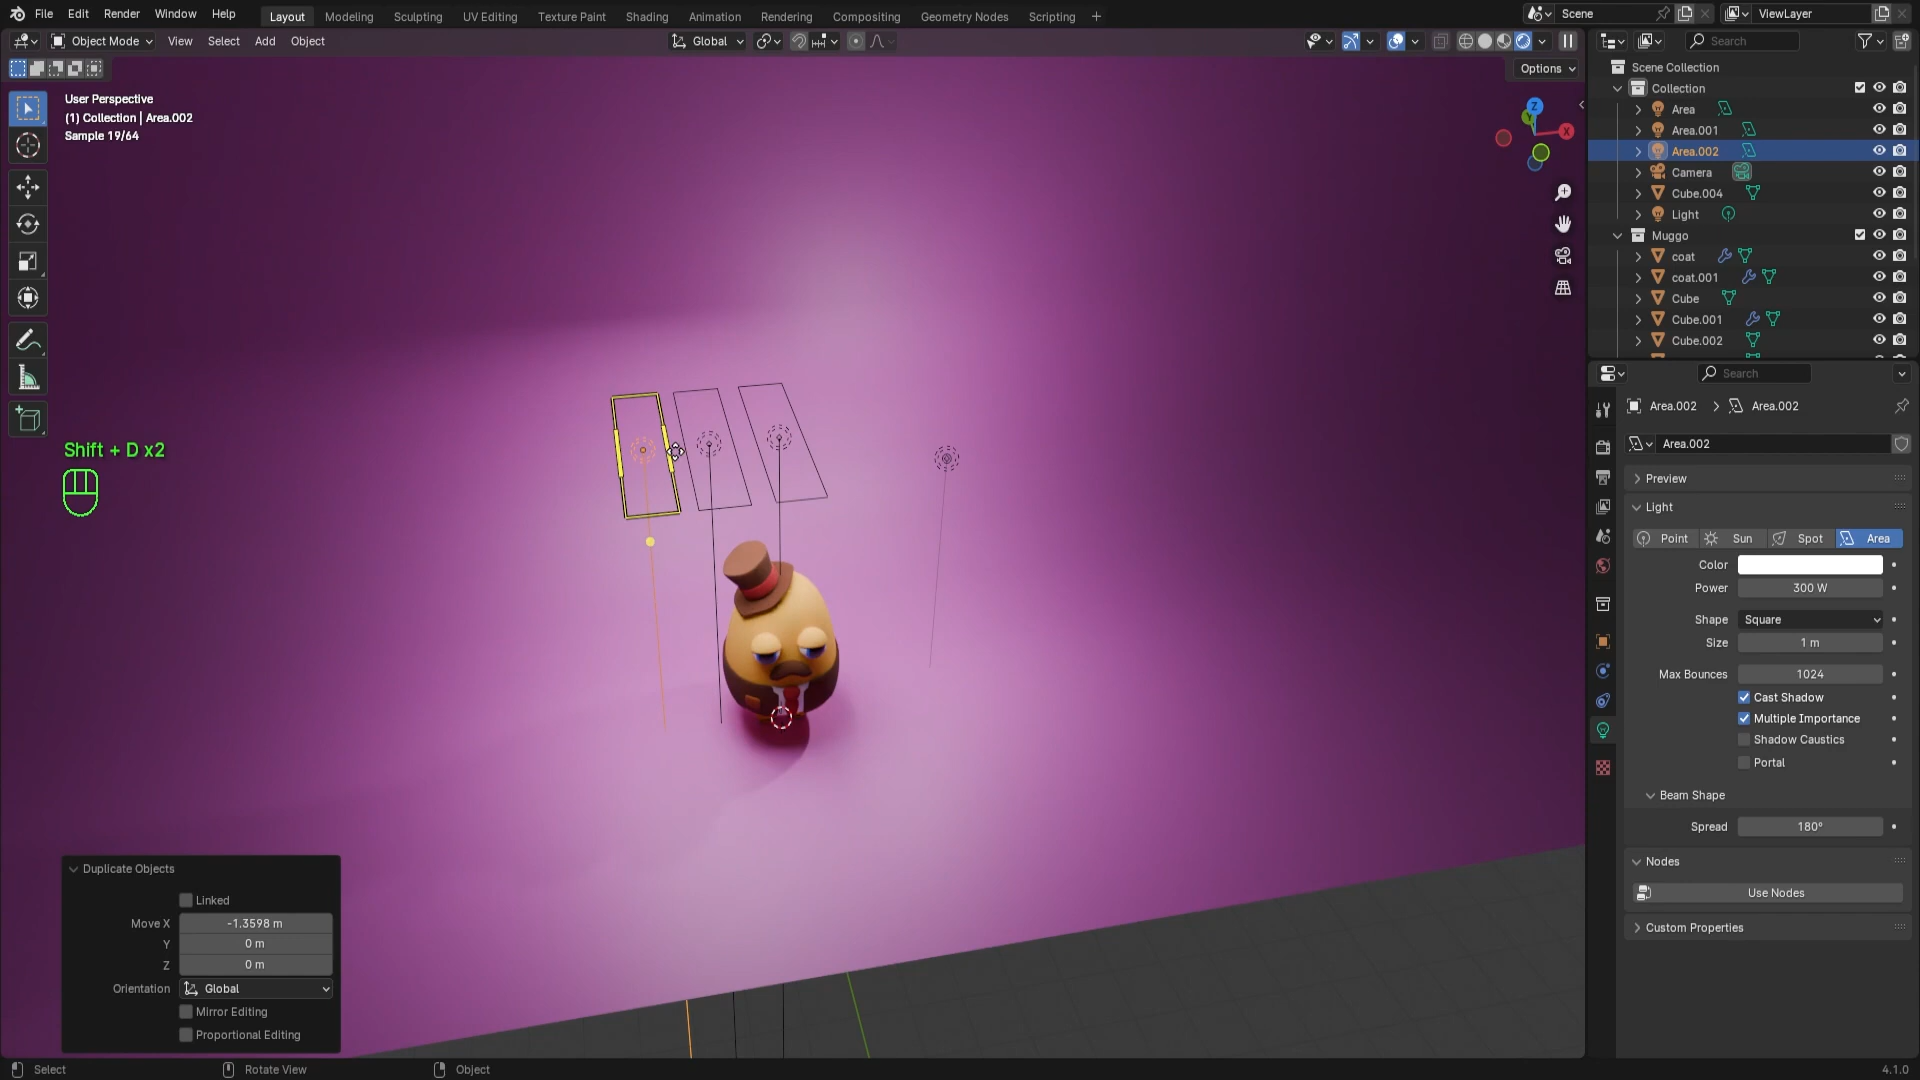 File Edit Render Window Help
Layout Modeling Sculpting UV Editing Texture Paint Shading Animation Rendering Compositing Geometry Nodes Scripting +
Scene
ViewLayer
Object Mode View Select Add Object
Global
Search
Options
User Perspective
(1) Collection | Area.002
Sample 19/64
Z
Y
X
Shift + D x2
Scene Collection
Collection
Area
Area.001
Area.002
Camera
Cube.004
Light
Muggo
coat
coat.001
Cube
Cube.001
Cube.002
Search
Area.002 > Area.002
Area.002
Preview
Light
Point Sun Spot Area
Color
Power 300 W
Shape Square
Size 1 m
Max Bounces 1024
Cast Shadow
Multiple Importance
Shadow Caustics
Portal
Beam Shape
Spread 180°
Nodes
Use Nodes
Custom Properties
Duplicate Objects
Linked
Move X -1.3598 m
Y 0 m
Z 0 m
Orientation Global
Mirror Editing
Proportional Editing
Select Rotate View Object
4.1.0